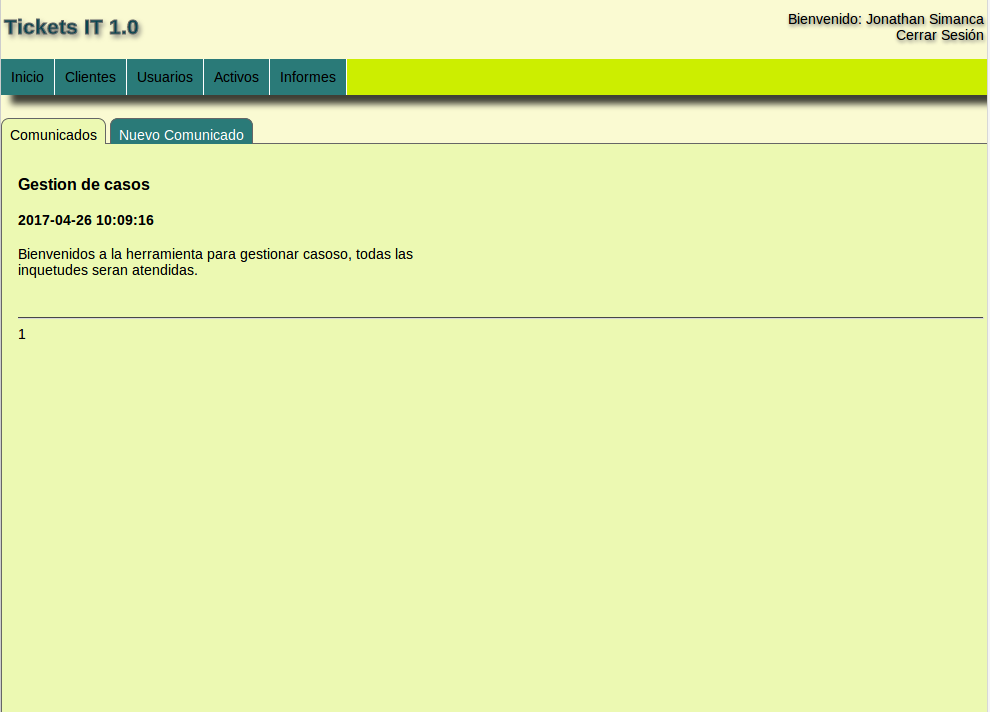 Tickets IT 1.0
Bienvenido: Jonathan Simanca
Cerrar Sesión
Inicio Clientes Usuarios Activos Informes
Comunicados Nuevo Comunicado
Gestion de casos
2017-04-26 10:09:16
Bienvenidos a la herramienta para gestionar casoso, todas las
inquetudes seran atendidas.
1